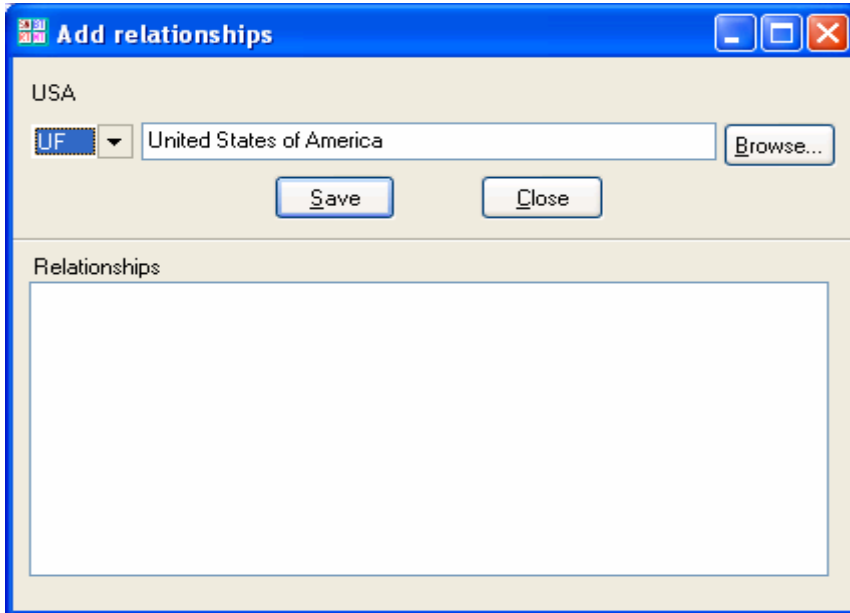 Add relationships
USA
UF United States of America Browse...
Save Close
Relationships